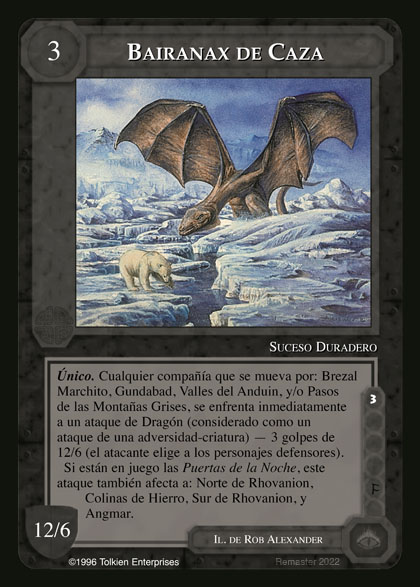 3
BAIRANAX DE CAZA
SUCESO DURADERO
Único. Cualquier compañía que se mueva por: Brezal
Marchito, Gundabad, Valles del Anduin, y/o Pasos
de las Montañas Grises, se enfrenta inmediatamente
a un ataque de Dragón (considerado como un
ataque de una adversidad-criatura) — 3 golpes de
12/6 (el atacante elige a los personajes defensores).
Si están en juego las Puertas de la Noche, este
ataque también afecta a: Norte de Rhovanion,
Colinas de Hierro, Sur de Rhovanion, y
Angmar.
3
F
12/6
IL. DE ROB ALEXANDER
©1996 Tolkien Enterprises
Remaster 2022